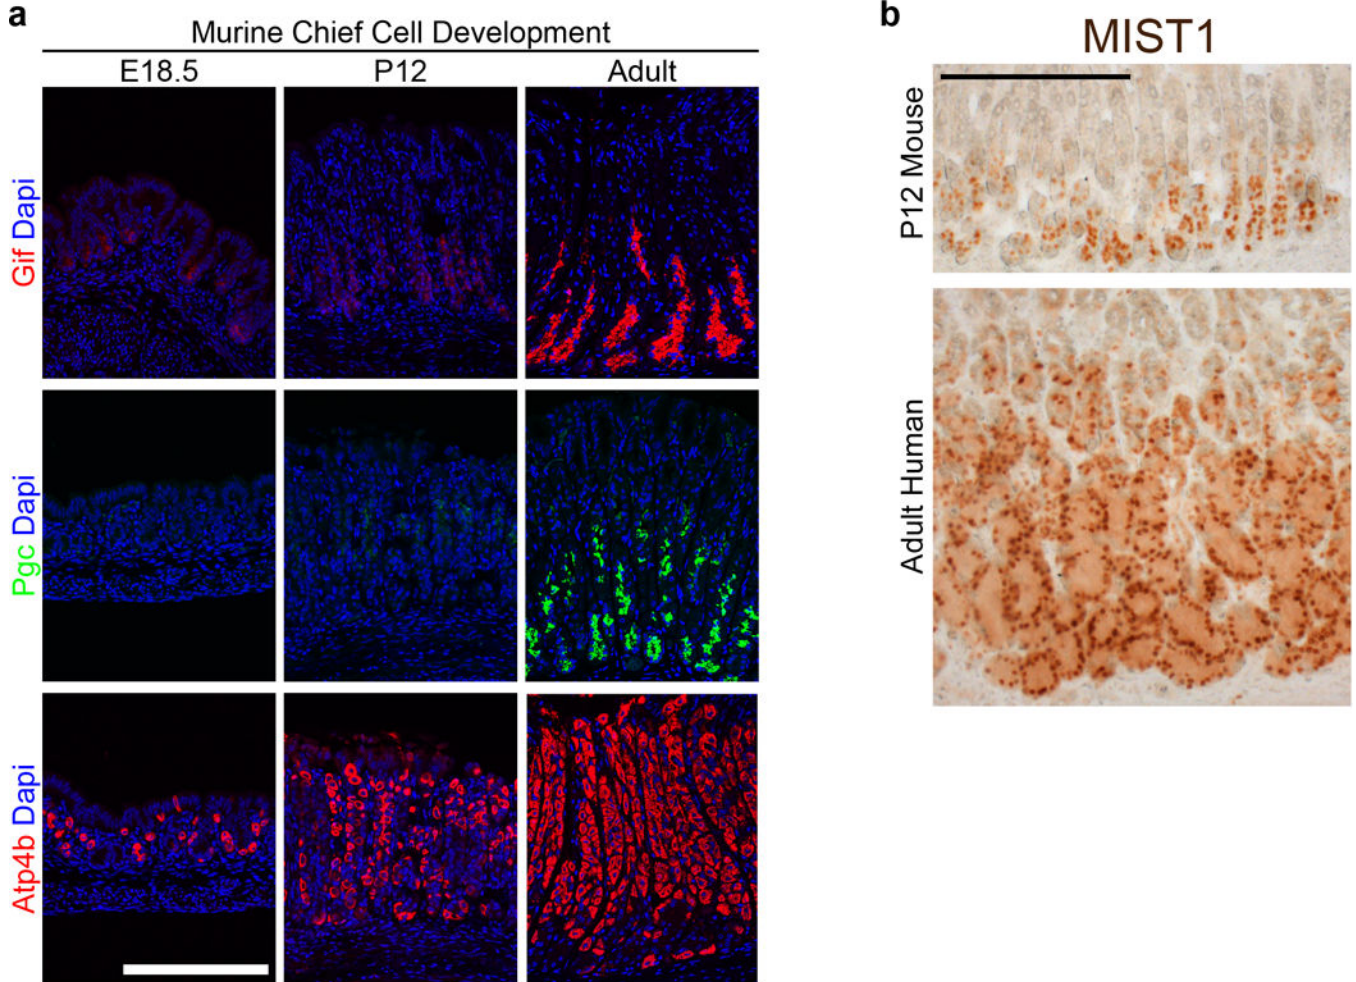 a
Murine Chief Cell Development
E18.5
P12
Adult
Gif Dapi
Pgc Dapi
Atp4b Dapi
b
MIST1
P12 Mouse
Adult Human